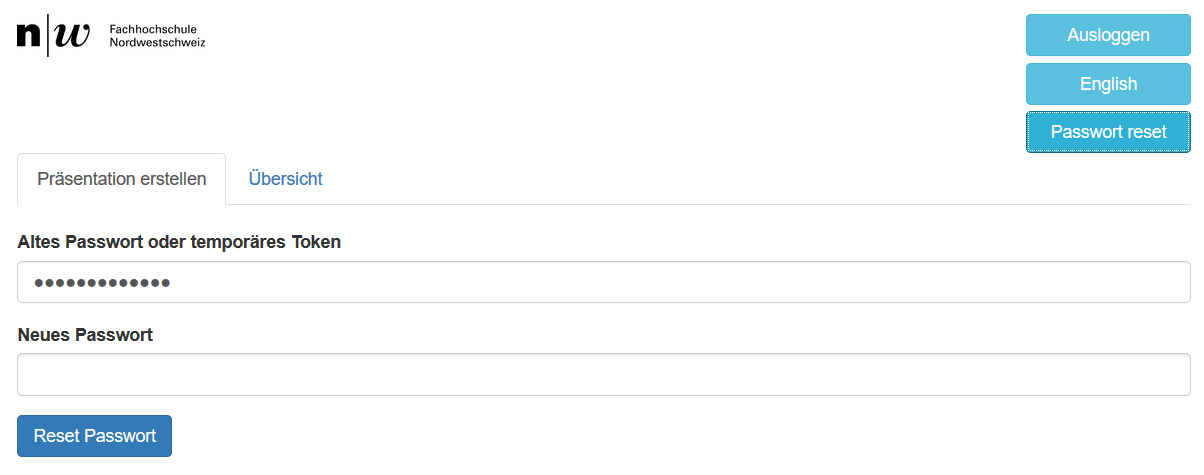 n|w Fachhochschule
Nordwestschweiz
Ausloggen
English
Passwort reset
Präsentation erstellen Übersicht
Altes Passwort oder temporäres Token
•••••••••••••
Neues Passwort
Reset Passwort